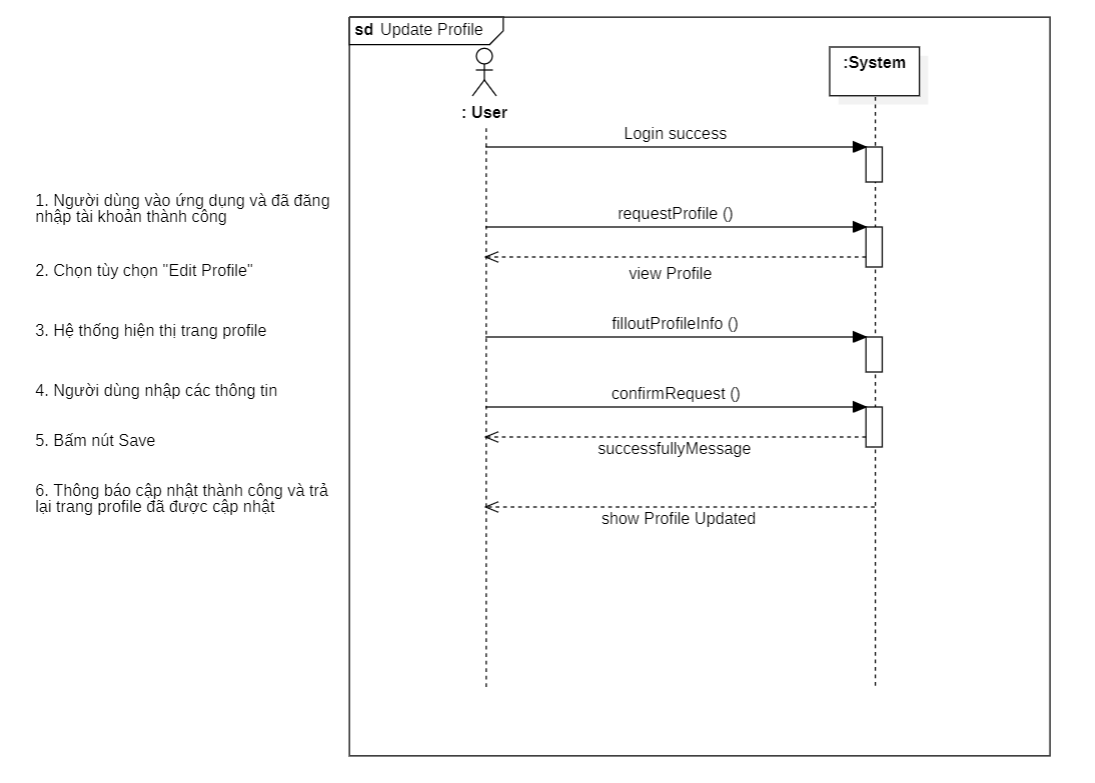 sd Update Profile
: User
:System
Login success
1. Người dùng vào ứng dụng và đã đăng
nhập tài khoản thành công
requestProfile ()
2. Chọn tùy chọn "Edit Profile"
view Profile
3. Hệ thống hiện thị trang profile
filloutProfileInfo ()
4. Người dùng nhập các thông tin
confirmRequest ()
5. Bấm nút Save
successfullyMessage
6. Thông báo cập nhật thành công và trả
lại trang profile đã được cập nhật
show Profile Updated